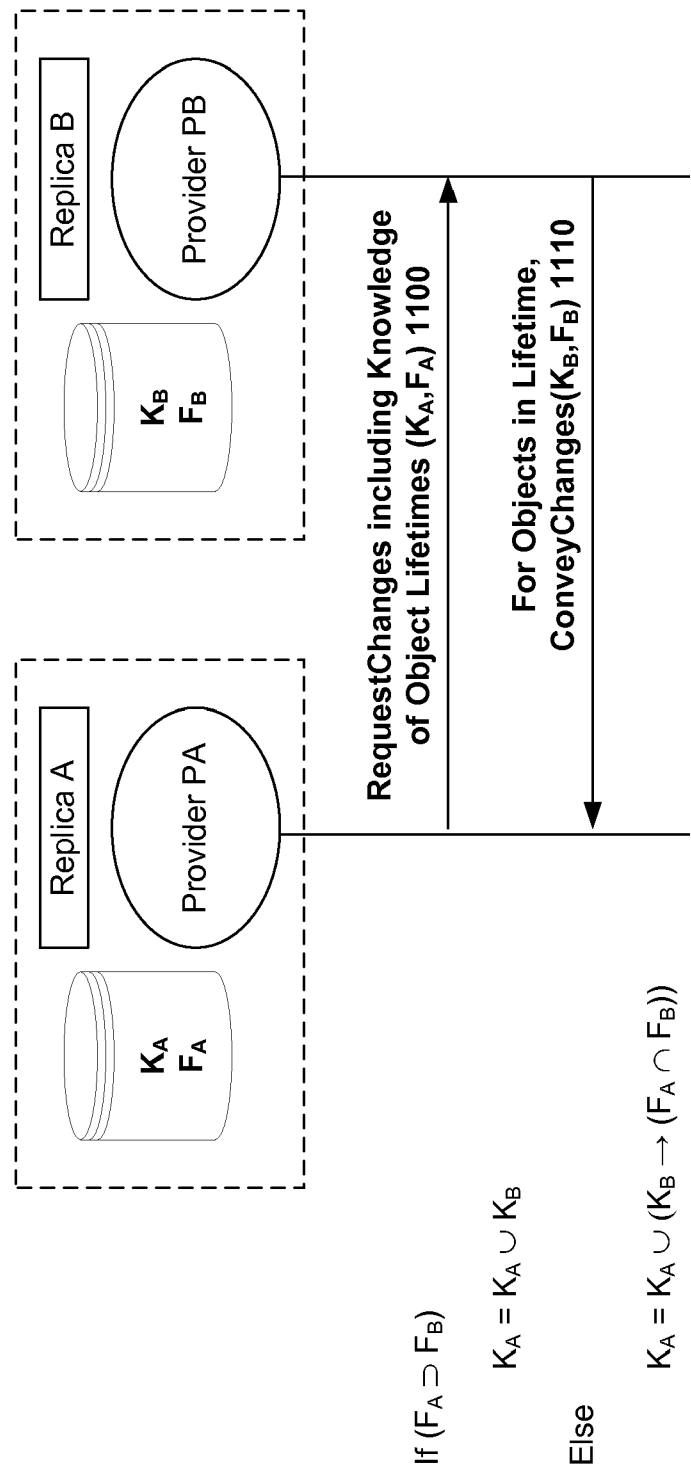 Replica A
Provider PA
K_A
F_A
Replica B
Provider PB
K_B
F_B
RequestChanges including Knowledge
of Object Lifetimes (K_A,F_A) 1100
For Objects in Lifetime,
ConveyChanges(K_B,F_B) 1110
If (F_A ⊃ F_B)
K_A = K_A ∪ K_B
Else
K_A = K_A ∪ (K_B → (F_A ∩ F_B))